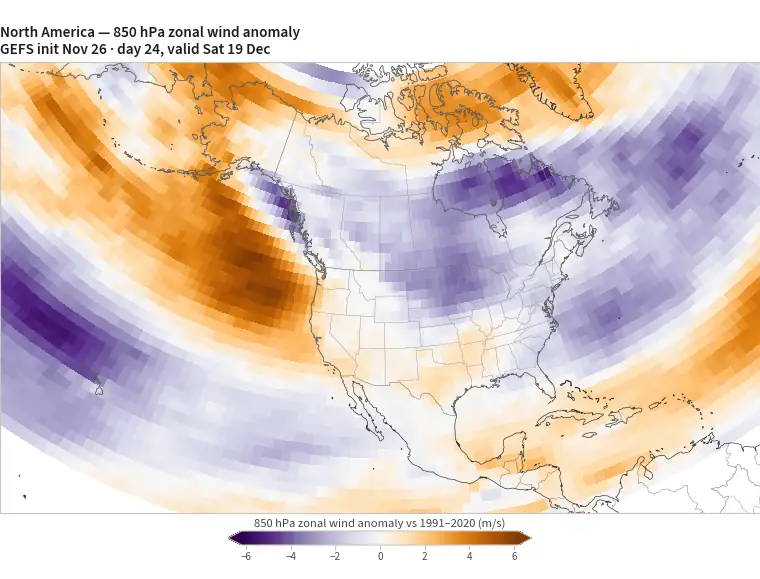 North America — 850 hPa zonal wind anomaly
GEFS init Nov 26 · day 24, valid Sat 19 Dec
850 hPa zonal wind anomaly vs 1991–2020 (m/s)
−6 −4 −2 0 2 4 6